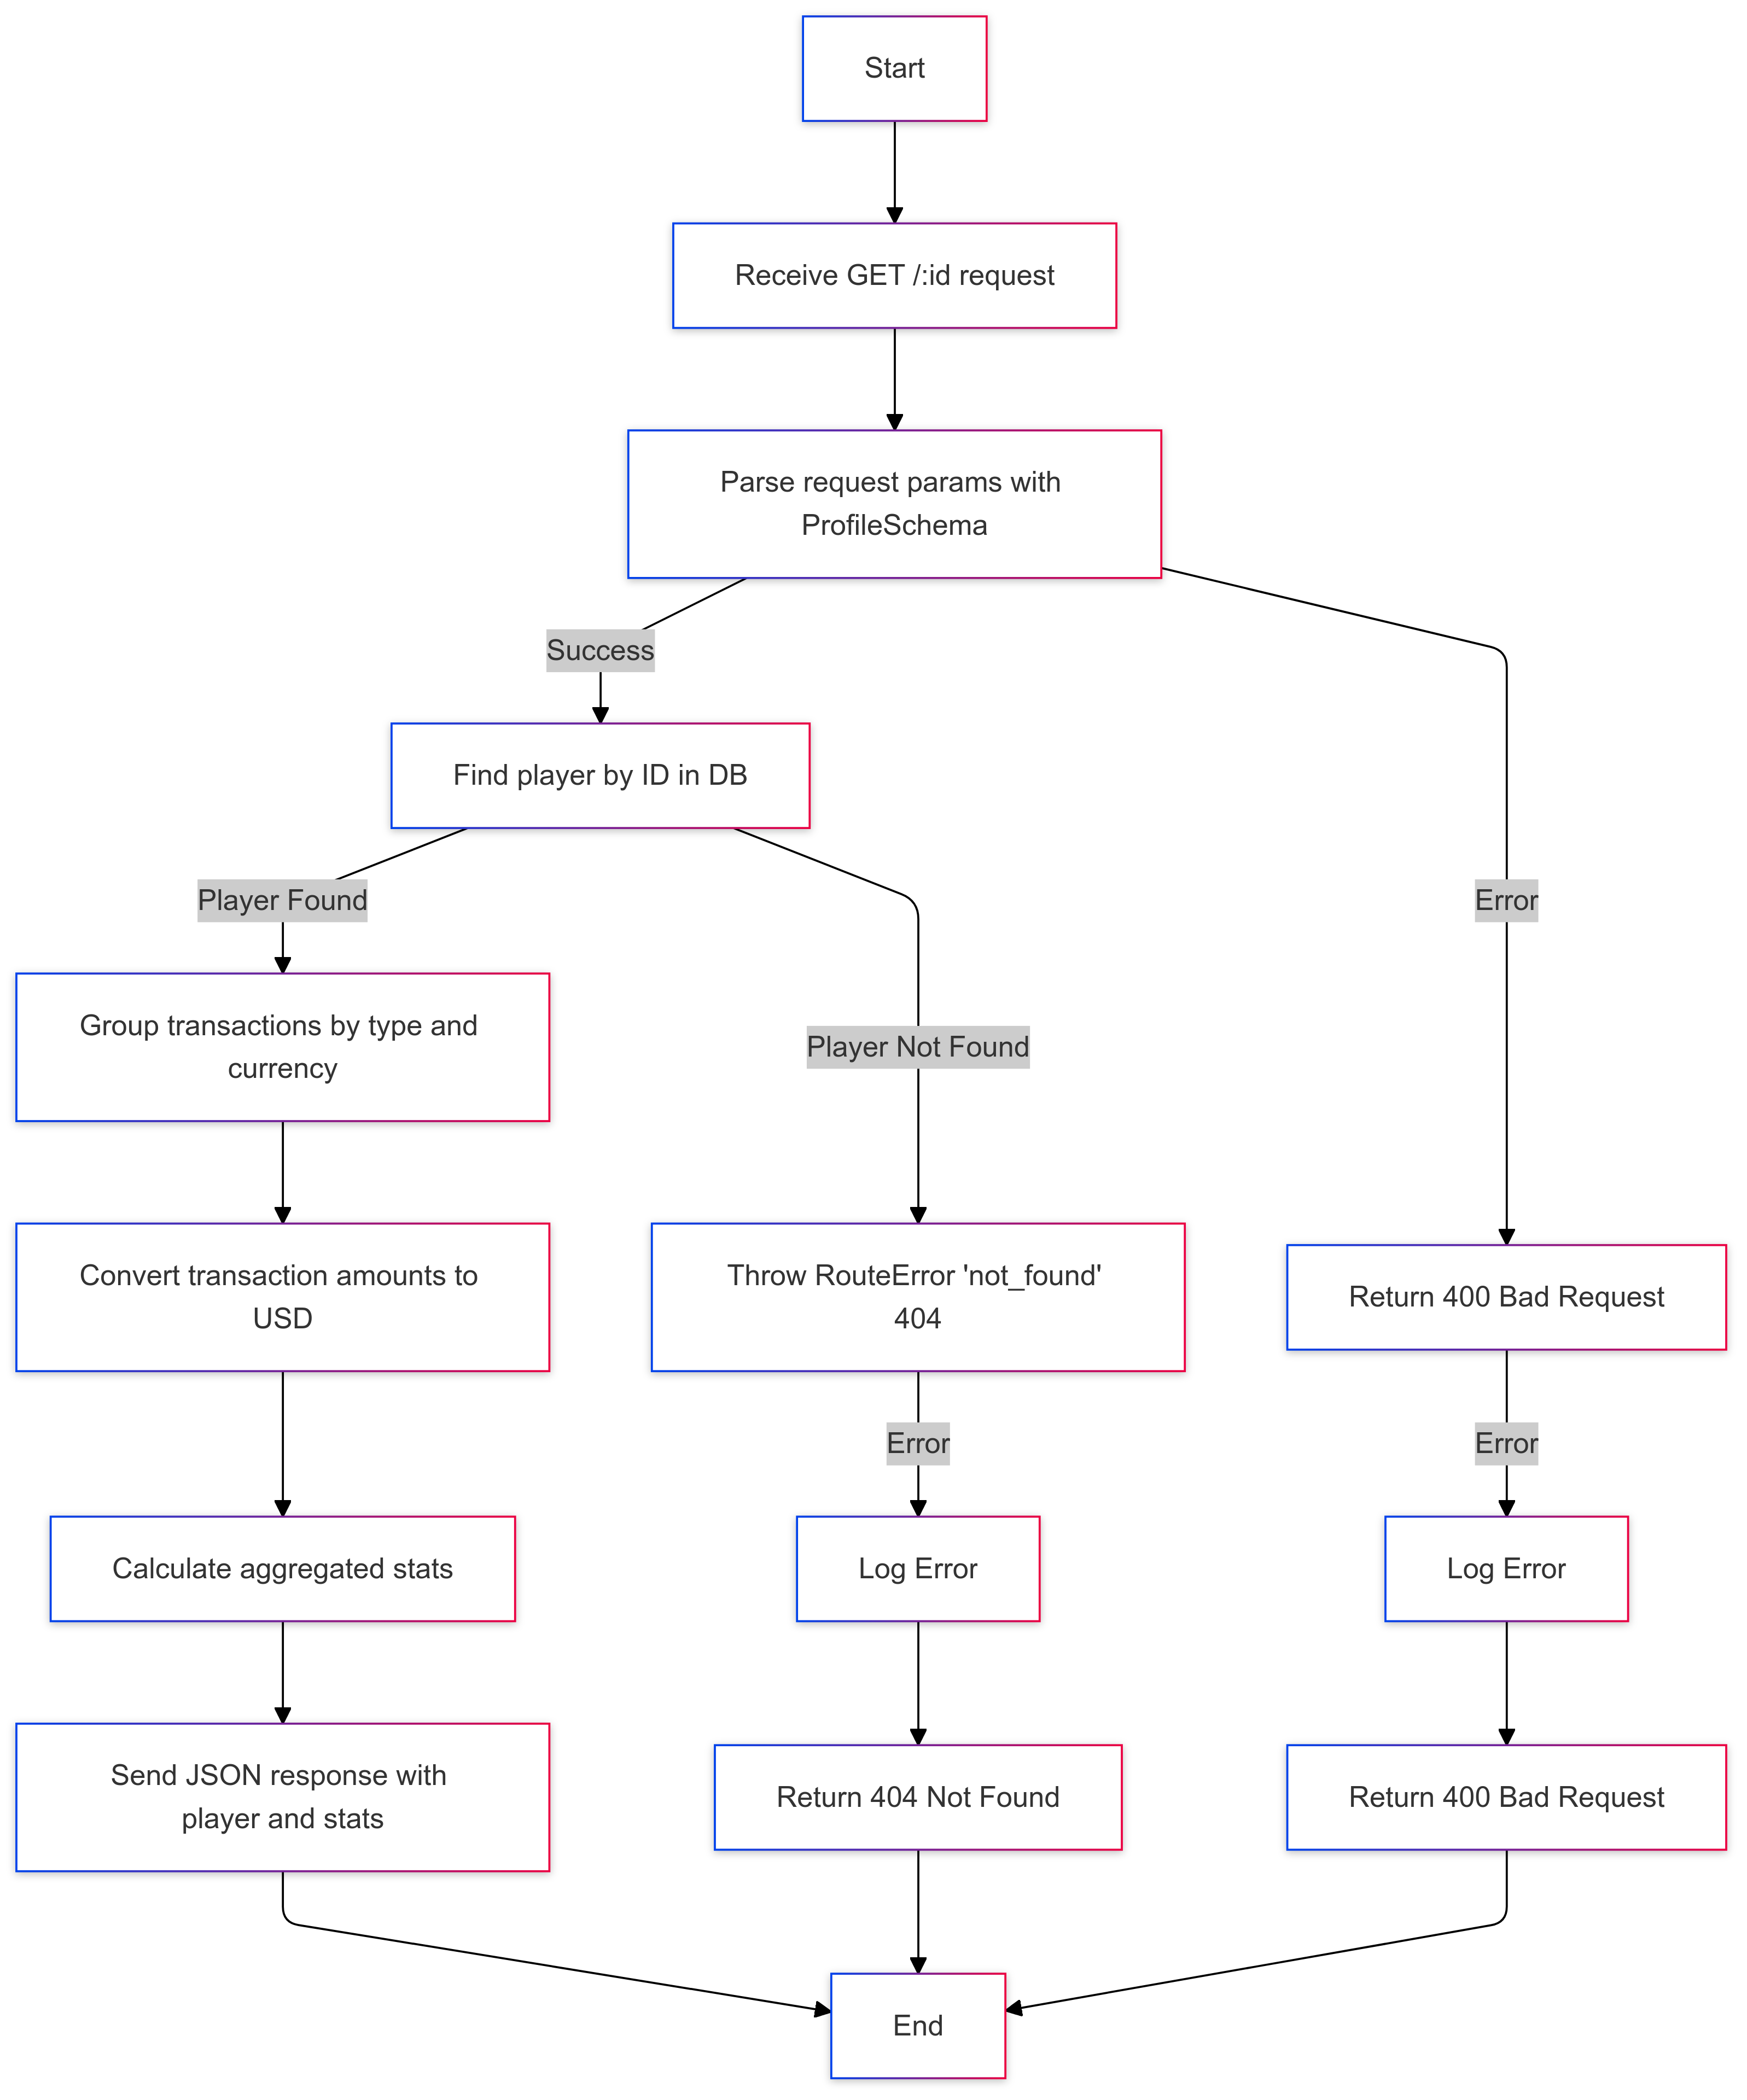 Start
Receive GET /:id request
Parse request params with
ProfileSchema
Success
Find player by ID in DB
Player Found
Error
Group transactions by type and
currency
Player Not Found
Convert transaction amounts to
USD
Throw RouteError 'not_found'
404
Return 400 Bad Request
Error
Error
Calculate aggregated stats
Log Error
Log Error
Send JSON response with
player and stats
Return 404 Not Found
Return 400 Bad Request
End